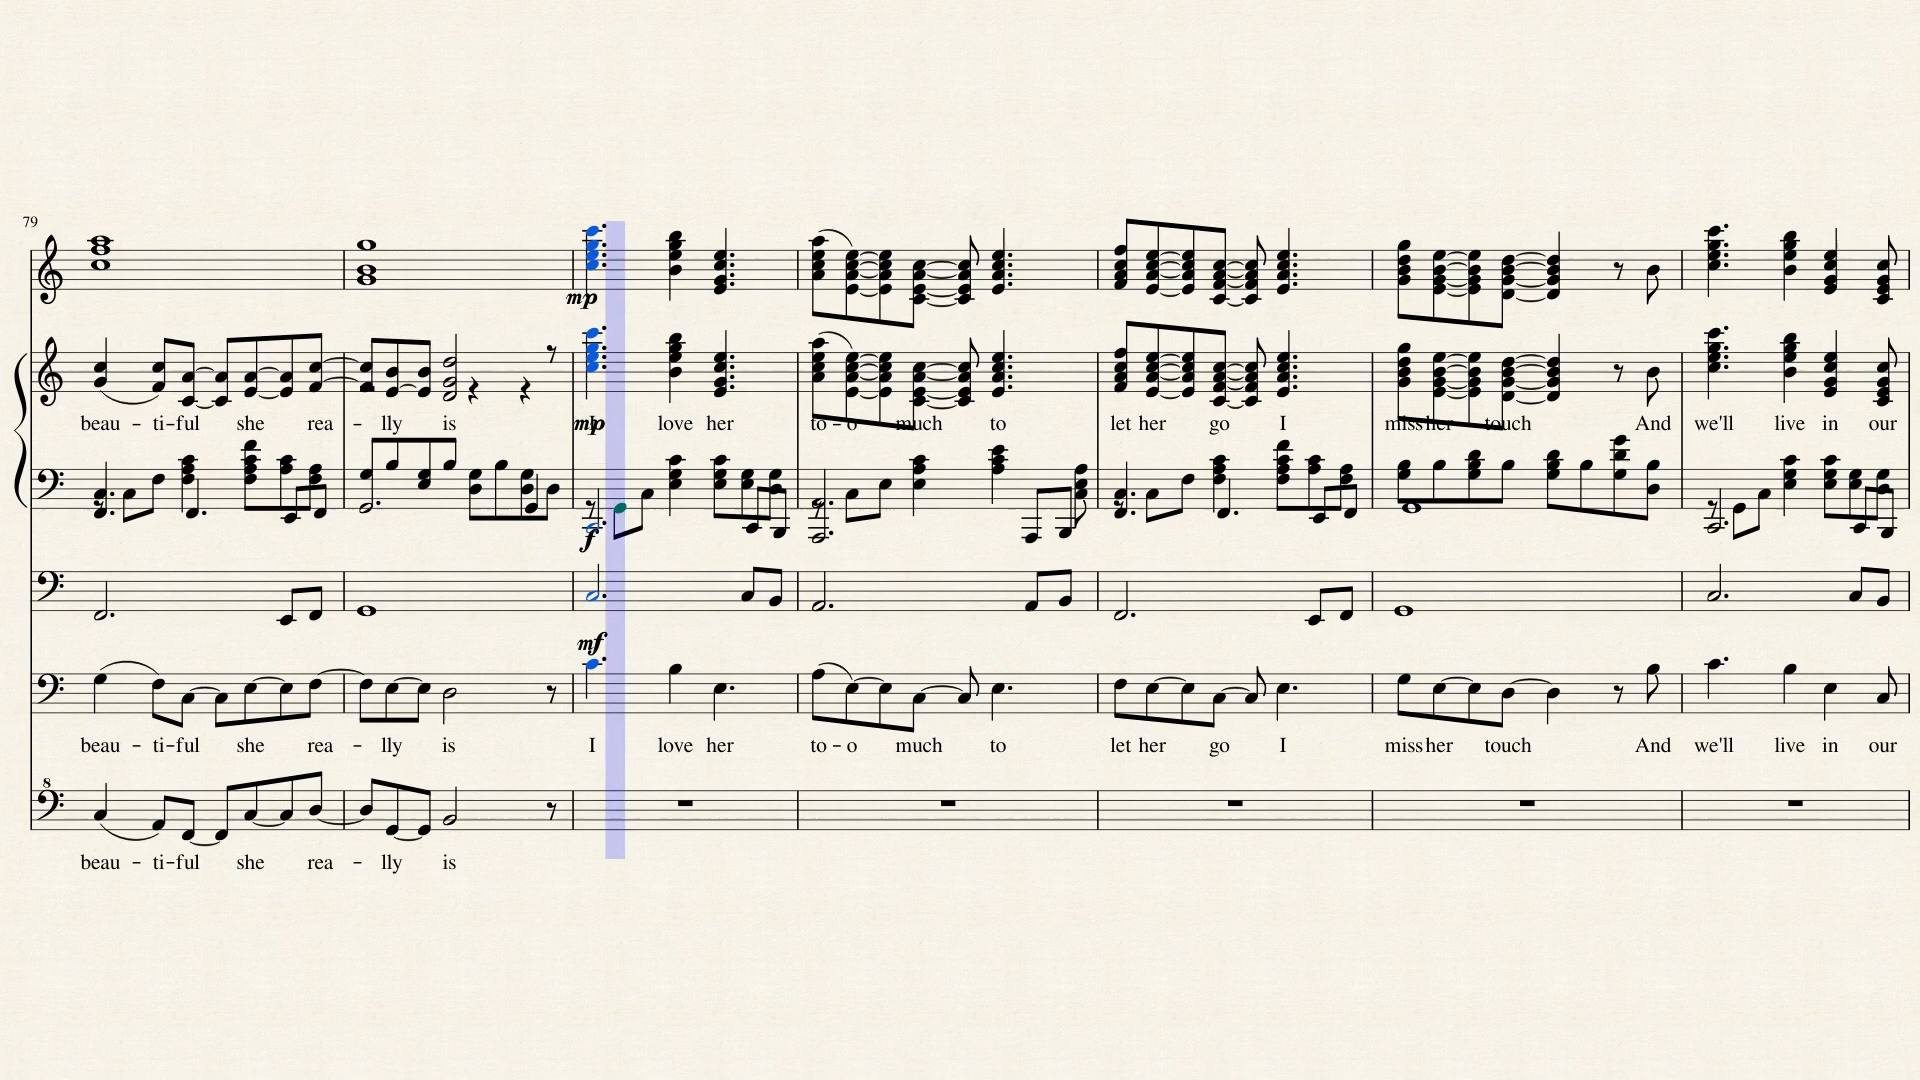 79
mp
beau - ti - ful she rea - lly is love her to - o much to let her go I miss her touch And we'll live in our
mp
f
mf
beau - ti - ful she rea - lly is I love her to - o much to let her go I miss her touch And we'll live in our
8
beau - ti - ful she rea - lly is